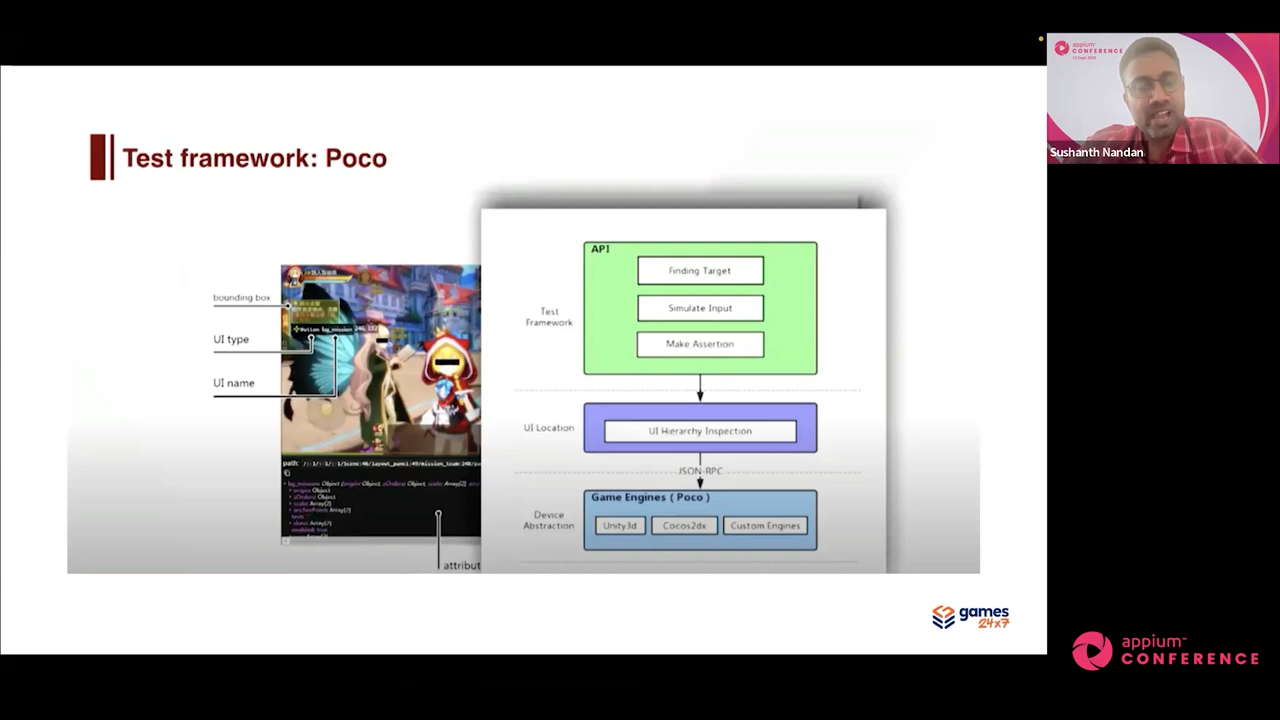 Test framework: Poco
bounding box
UI type
UI name
attribut
API
Finding Target
Simulate Input
Make Assertion
Test
Framework
UI Location
UI Hierarchy Inspection
JSON-RPC
Device
Abstraction
Game Engines ( Poco )
Unity3d
Cocos2dx
Custom Engines
games
24x7
appium
CONFERENCE
Sushanth Nandan
appium
CONFERENCE